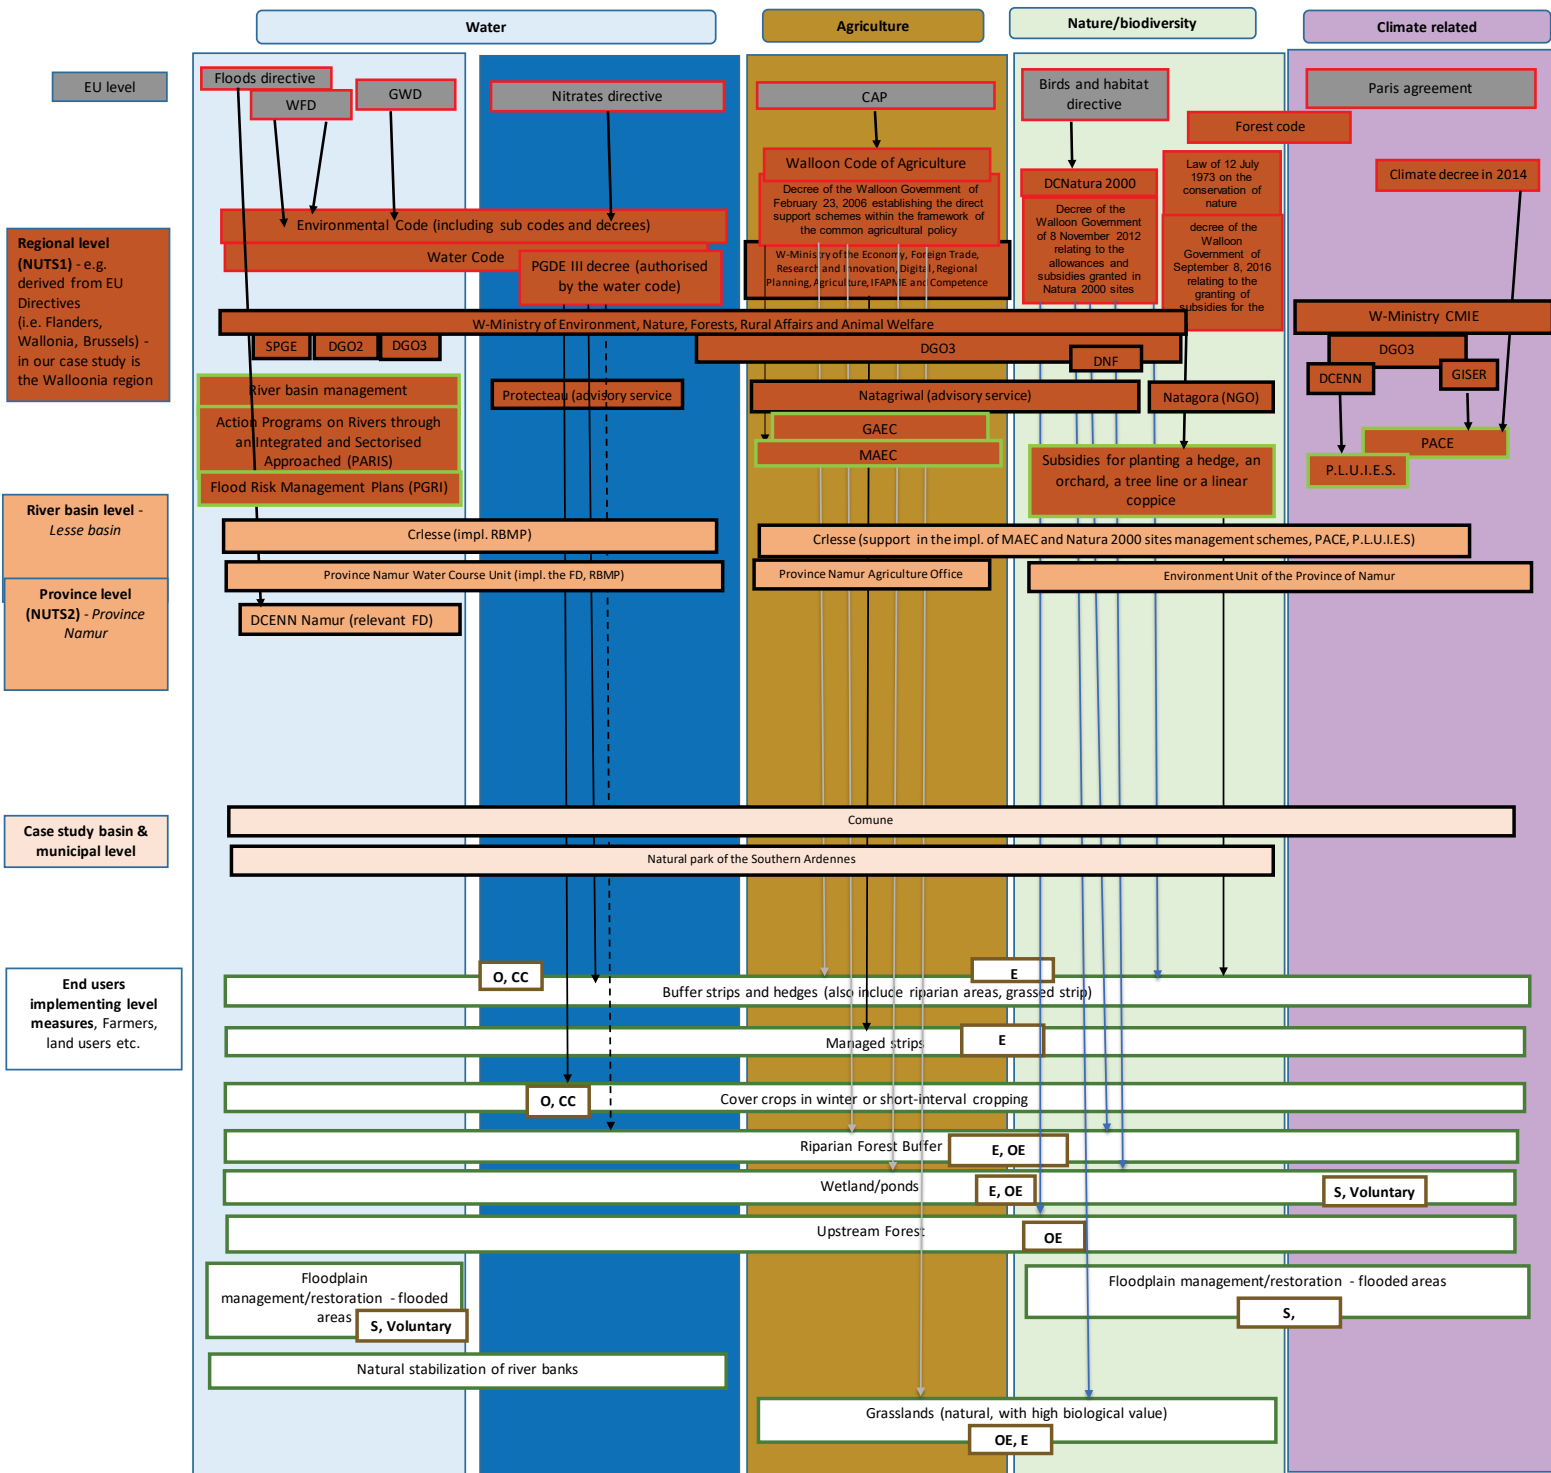 Water
Agriculture
Nature/biodiversity
Climate related
EU level
Floods directive
WFD
GWD
Nitrates directive
CAP
Birds and habitat
directive
Paris agreement
Forest code
Regional level
(NUTS1) - e.g.
derived from EU
Directives
(i.e. Flanders,
Wallonia, Brussels) -
in our case study is
the Walloonia region
Walloon Code of Agriculture
Decree of the Walloon Government of
February 23, 2006 establishing the direct
support schemes within the framework of
the common agricultural policy
DCNatura 2000
Decree of the
Walloon Government
of 8 November 2012
relating to the
allowances and
subsidies granted in
Natura 2000 sites
Law of 12 July
1973 on the
conservation of
nature
decree of the
Walloon
Government of
September 8, 2016
relating to the
granting of
subsidies for the
Climate decree in 2014
Environmental Code (including sub codes and decrees)
Water Code
PGDE III decree (authorised
by the water code)
W-Ministry of the Economy, Foreign Trade,
Research and Innovation, Digital, Regional
Planning, Agriculture, IFAPME and Competence
W-Ministry of Environment, Nature, Forests, Rural Affairs and Animal Welfare
W-Ministry CMIE
SPGE
DGO2
DGO3
DGO3
DNF
DGO3
DCENN
GISER
River basin management
Action Programs on Rivers through
an Integrated and Sectorised
Approached (PARIS)
Flood Risk Management Plans (PGRI)
Protecteau (advisory service
Natagriwal (advisory service)
Natagora (NGO)
GAEC
MAEC
Subsidies for planting a hedge, an
orchard, a tree line or a linear
coppice
PACE
P.L.U.I.E.S.
River basin level -
Lesse basin
Crlesse (impl. RBMP)
Crlesse (support in the impl. of MAEC and Natura 2000 sites management schemes, PACE, P.L.U.I.E.S)
Province level
(NUTS2) - Province
Namur
Province Namur Water Course Unit (impl. the FD, RBMP)
Province Namur Agriculture Office
Environment Unit of the Province of Namur
DCENN Namur (relevant FD)
Case study basin &
municipal level
Comune
Natural park of the Southern Ardennes
End users
implementing level
measures, Farmers,
land users etc.
O, CC
E
Buffer strips and hedges (also include riparian areas, grassed strip)
Managed strips
E
O, CC
Cover crops in winter or short-interval cropping
Riparian Forest Buffer
E, OE
Wetland/ponds
E, OE
S, Voluntary
Upstream Forest
OE
Floodplain
management/restoration - flooded
areas
S, Voluntary
Floodplain management/restoration - flooded areas
S,
Natural stabilization of river banks
Grasslands (natural, with high biological value)
OE, E